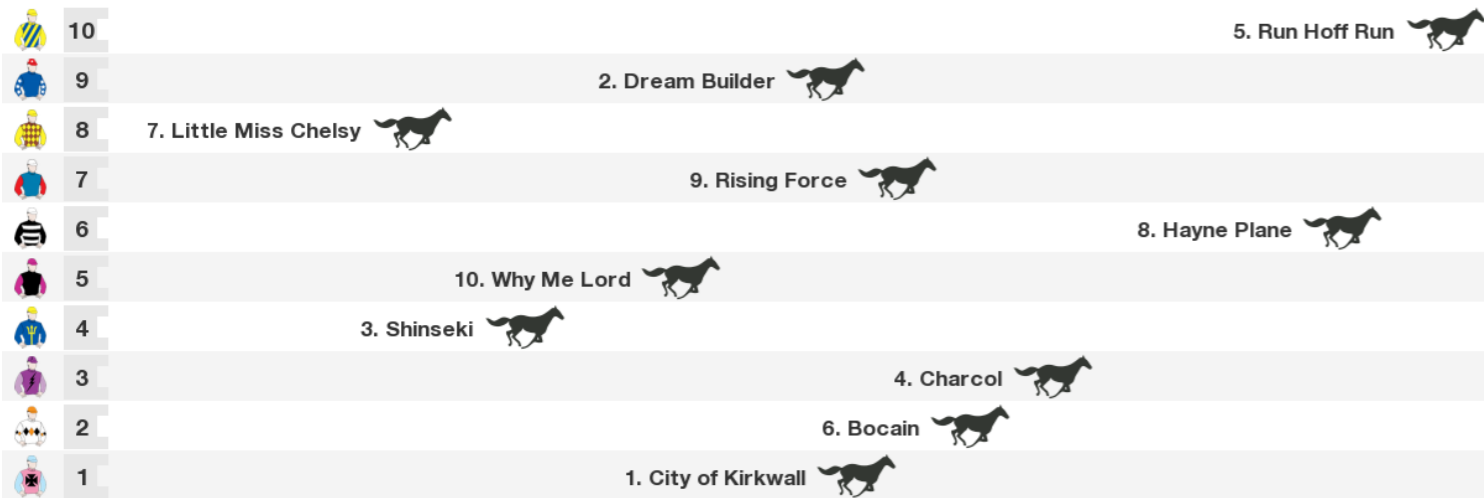 10 5. Run Hoff Run
9 2. Dream Builder
8 7. Little Miss Chelsy
7 9. Rising Force
6 8. Hayne Plane
5 10. Why Me Lord
4 3. Shinseki
3 4. Charcol
2 6. Bocain
1 1. City of Kirkwall